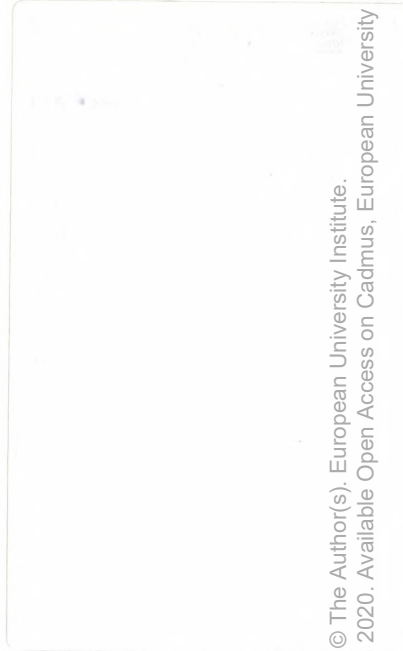 © The Author(s). European University Institute.
2020. Available Open Access on Cadmus, European University